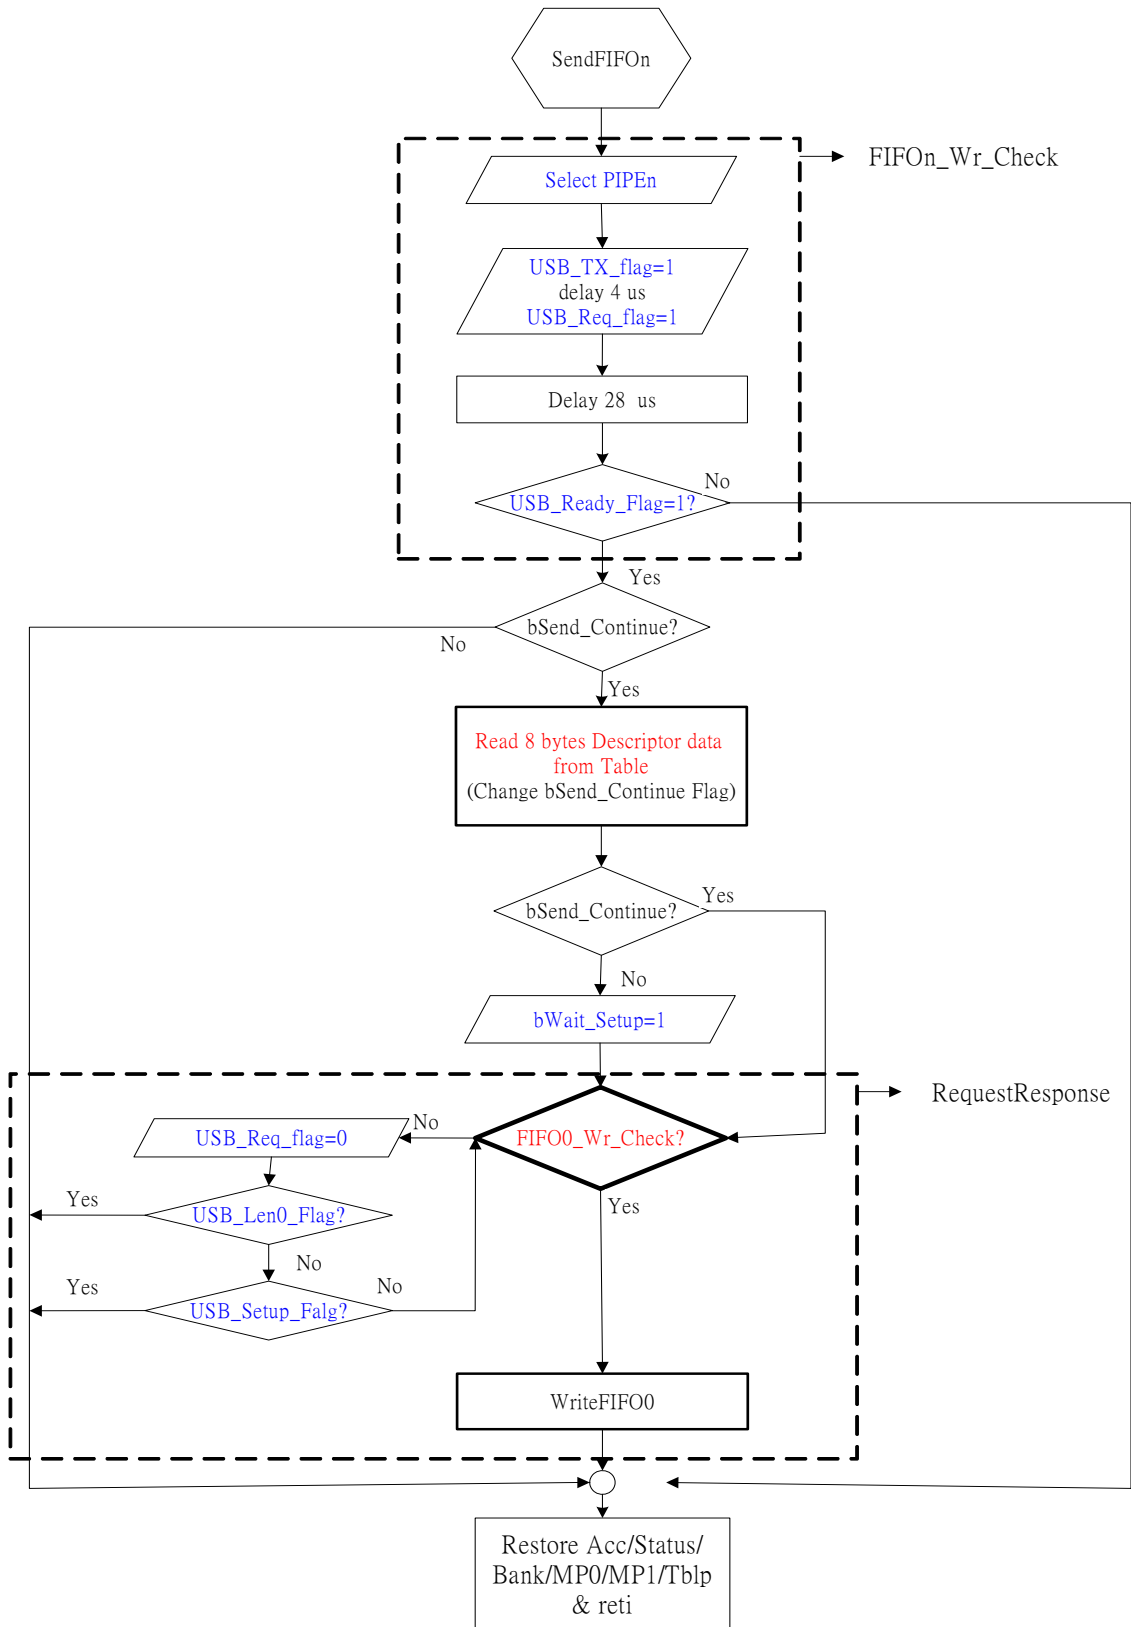 SendFIFOn
FIFOn_Wr_Check
Select PIPEn
USB_TX_flag=1
delay 4 us
USB_Req_flag=1
Delay 28 us
No
USB_Ready_Flag=1?
Yes
bSend_Continue?
No
Yes
Read 8 bytes Descriptor data
from Table
(Change bSend_Continue Flag)
Yes
bSend_Continue?
No
bWait_Setup=1
RequestResponse
No
USB_Req_flag=0
FIFO0_Wr_Check?
Yes
Yes
USB_Len0_Flag?
No
Yes
No
USB_Setup_Falg?
WriteFIFO0
Restore Acc/Status/
Bank/MP0/MP1/Tblp
& reti